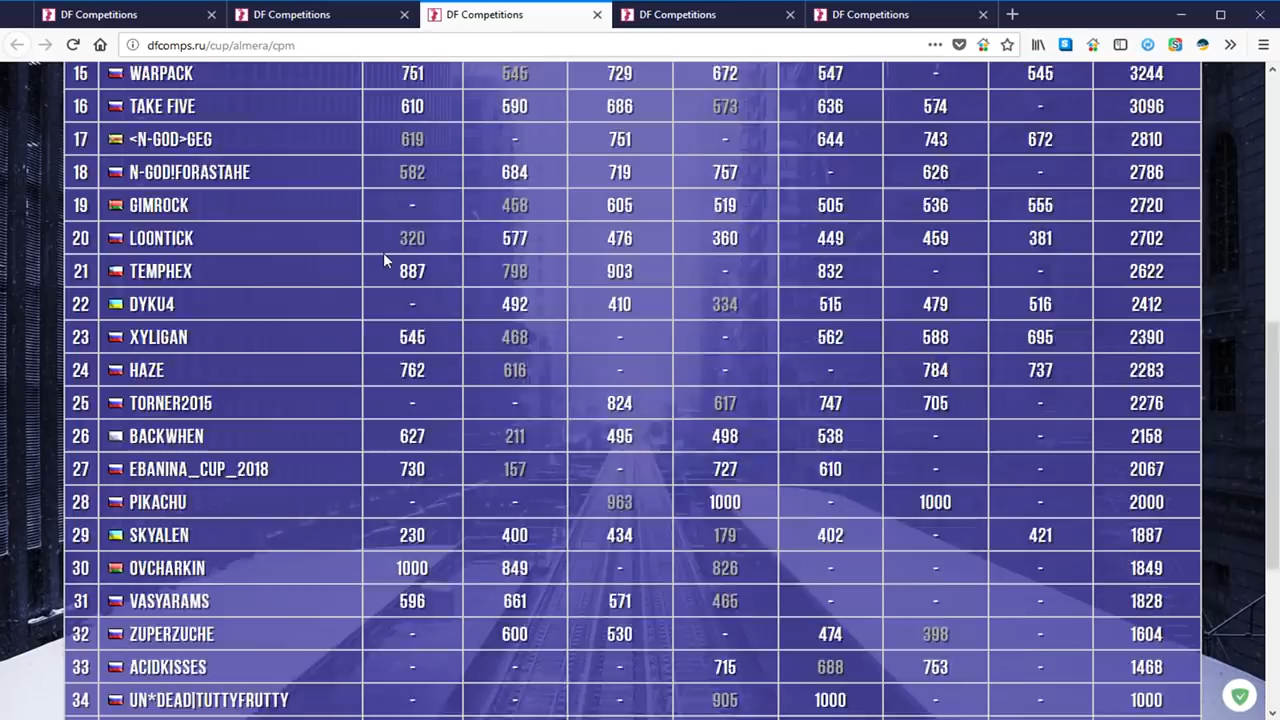 DF Competitions DF Competitions DF Competitions DF Competitions DF Competitions
dfcomps.ru/cup/almera/cpm
15 WARPACK 751 545 729 672 547 - 545 3244
16 TAKE FIVE 610 590 686 573 636 574 - 3096
17 <N-GOD>GEG 619 - 751 - 644 743 672 2810
18 N-GOD!FORASTAHE 582 684 719 757 - 626 - 2786
19 GIMROCK - 458 605 519 505 536 555 2720
20 LOONTICK 320 577 476 360 449 459 381 2702
21 TEMPHEX 887 798 903 - 832 - - 2622
22 DYKU4 - 492 410 334 515 479 516 2412
23 XYLIGAN 545 468 - - 562 588 695 2390
24 HAZE 762 616 - - - 784 737 2283
25 TORNER2015 - - 824 617 747 705 - 2276
26 BACKWHEN 627 211 495 498 538 - - 2158
27 EBANINA_CUP_2018 730 157 - 727 610 - - 2067
28 PIKACHU - - 963 1000 - 1000 - 2000
29 SKYALEN 230 400 434 179 402 - 421 1887
30 OVCHARKIN 1000 849 - 826 - - - 1849
31 VASYARAMS 596 661 571 465 - - - 1828
32 ZUPERZUCHE - 600 530 - 474 398 - 1604
33 ACIDKISSES - - - 715 688 753 - 1468
34 UN*DEAD|TUTTYFRUTTY - - - 905 1000 - - 1000